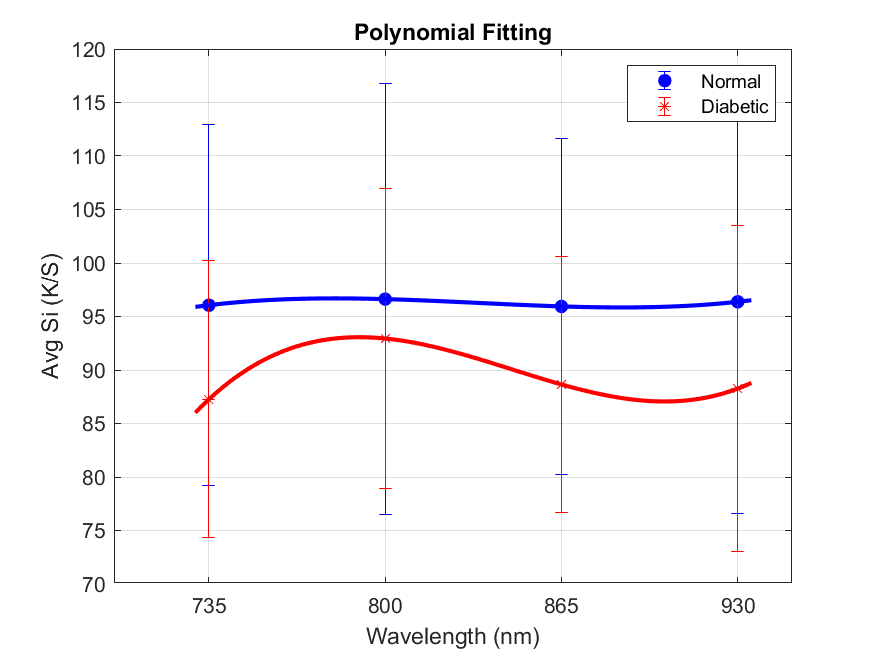 Polynomial Fitting
120
115
110
105
100
95
90
85
80
75
70
Avg Si (K/S)
Normal
Diabetic
735 800 865 930
Wavelength (nm)